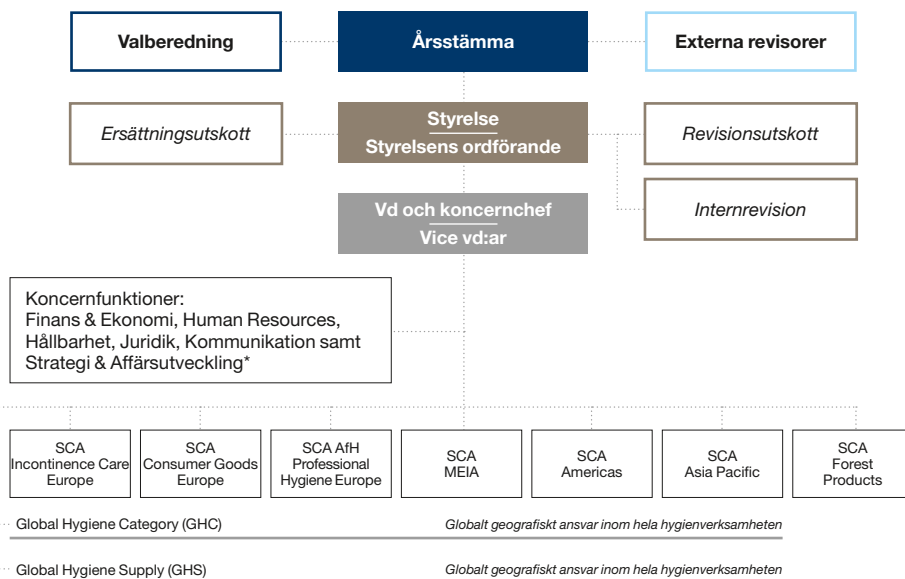 Valberedning
Årsstämma
Externa revisorer
Ersättningsutskott
Styrelse
Styrelsens ordförande
Revisionsutskott
Vd och koncernchef
Vice vd:ar
Internrevision
Koncernfunktioner:
Finans & Ekonomi, Human Resources,
Hållbarhet, Juridik, Kommunikation samt
Strategi & Affärsutveckling*
SCA
Incontinence Care
Europe
SCA
Consumer Goods
Europe
SCA AfH
Professional
Hygiene Europe
SCA
MEIA
SCA
Americas
SCA
Asia Pacific
SCA
Forest
Products
Global Hygiene Category (GHC)
Globalt geografiskt ansvar inom hela hygienverksamheten
Global Hygiene Supply (GHS)
Globalt geografiskt ansvar inom hela hygienverksamheten